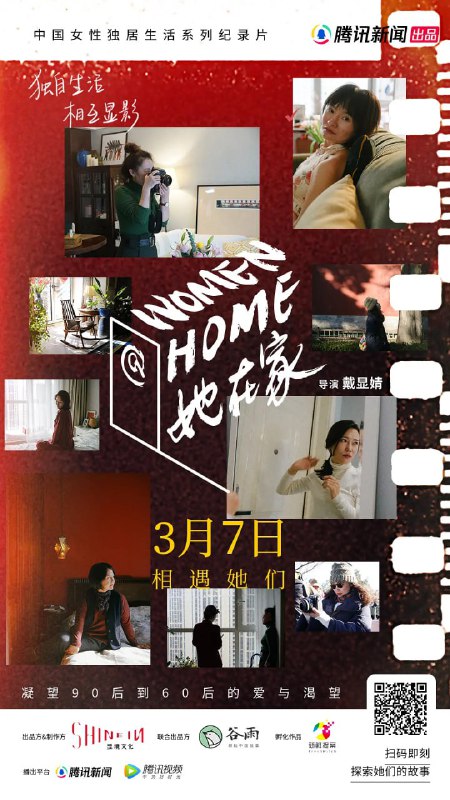 中国女性独居生活系列纪录片
腾讯新闻 出品
独自生活
相互显影
@WOMEN
HOME
她在家
导演 戴显婧
3月7日
相遇她们
凝望90后到60后的爱与渴望
出品方&制作方 SHINEIN
联合出品方 谷雨
孵化作品
播出平台 腾讯新闻 腾讯视频
扫码即刻
探索她们的故事